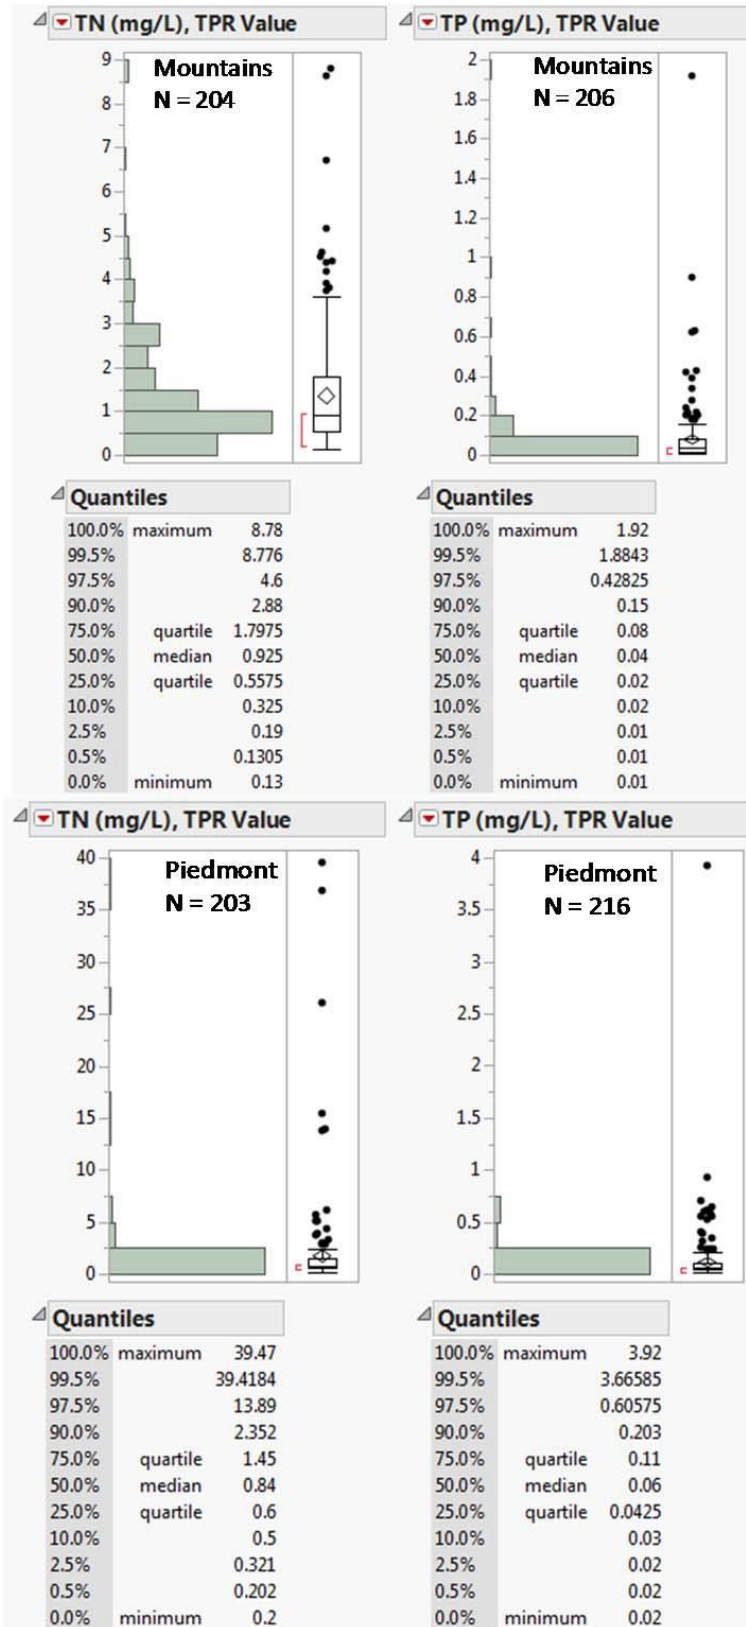 TN (mg/L), TPR Value
Mountains
N = 204
9
8
7
6
5
4
3
2
1
0
Quantiles
100.0% maximum 8.78
99.5% 8.776
97.5% 4.6
90.0% 2.88
75.0% quartile 1.7975
50.0% median 0.925
25.0% quartile 0.5575
10.0% 0.325
2.5% 0.19
0.5% 0.1305
0.0% minimum 0.13
TP (mg/L), TPR Value
Mountains
N = 206
2
1.8
1.6
1.4
1.2
1
0.8
0.6
0.4
0.2
0
Quantiles
100.0% maximum 1.92
99.5% 1.8843
97.5% 0.42825
90.0% 0.15
75.0% quartile 0.08
50.0% median 0.04
25.0% quartile 0.02
10.0% 0.02
2.5% 0.01
0.5% 0.01
0.0% minimum 0.01
TN (mg/L), TPR Value
Piedmont
N = 203
40
35
30
25
20
15
10
5
0
Quantiles
100.0% maximum 39.47
99.5% 39.4184
97.5% 13.89
90.0% 2.352
75.0% quartile 1.45
50.0% median 0.84
25.0% quartile 0.6
10.0% 0.5
2.5% 0.321
0.5% 0.202
0.0% minimum 0.2
TP (mg/L), TPR Value
Piedmont
N = 216
4
3.5
3
2.5
2
1.5
1
0.5
0
Quantiles
100.0% maximum 3.92
99.5% 3.66585
97.5% 0.60575
90.0% 0.203
75.0% quartile 0.11
50.0% median 0.06
25.0% quartile 0.0425
10.0% 0.03
2.5% 0.02
0.5% 0.02
0.0% minimum 0.02